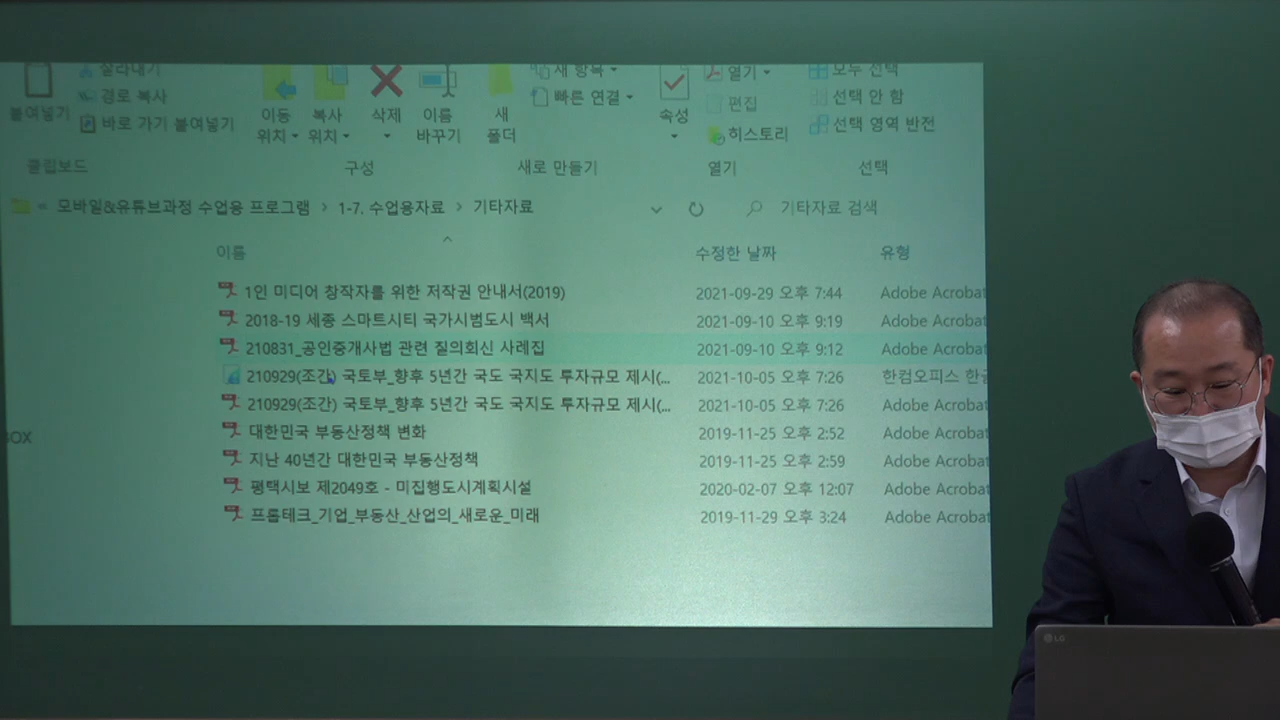 잘라내기
붙여넣기 경로 복사
바로 가기 붙여넣기
클립보드
이동 위치 복사 위치 삭제 이름 바꾸기
구성
새 폴더 새 항목 빠른 연결
새로 만들기
속성 열기 편집 히스토리
열기
모두 선택
선택 안 함
선택 영역 반전
선택
« 모바일&유튜브과정 수업용 프로그램 > 1-7. 수업용자료 > 기타자료 기타자료 검색
이름 수정한 날짜 유형
1인 미디어 창작자를 위한 저작권 안내서(2019) 2021-09-29 오후 7:44 Adobe Acrobat
2018-19 세종 스마트시티 국가시범도시 백서 2021-09-10 오후 9:19 Adobe Acrobat
210831_공인중개사법 관련 질의회신 사례집 2021-09-10 오후 9:12 Adobe Acrobat
210929(조간) 국토부_향후 5년간 국도 국지도 투자규모 제시(... 2021-10-05 오후 7:26 한컴오피스
210929(조간) 국토부_향후 5년간 국도 국지도 투자규모 제시(... 2021-10-05 오후 7:26 Adobe Acrobat
대한민국 부동산정책 변화 2019-11-25 오후 2:52 Adobe Acrobat
지난 40년간 대한민국 부동산정책 2019-11-25 오후 2:59 Adobe Acrobat
평택시보 제2049호 - 미집행도시계획시설 2020-02-07 오후 12:07 Adobe Acrobat
프롭테크_기업_부동산_산업의_새로운_미래 2019-11-29 오후 3:24 Adobe Acrobat
LG